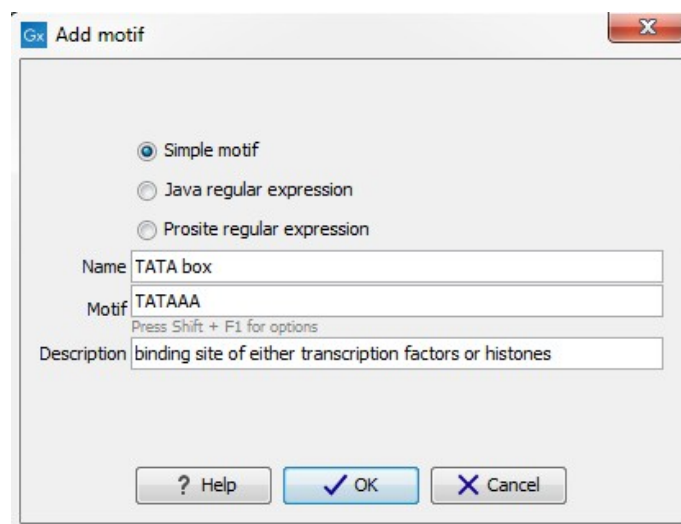 Gx Add motif
X
Simple motif
Java regular expression
Prosite regular expression
Name TATA box
Motif TATAAA
Press Shift + F1 for options
Description binding site of either transcription factors or histones
? Help OK Cancel